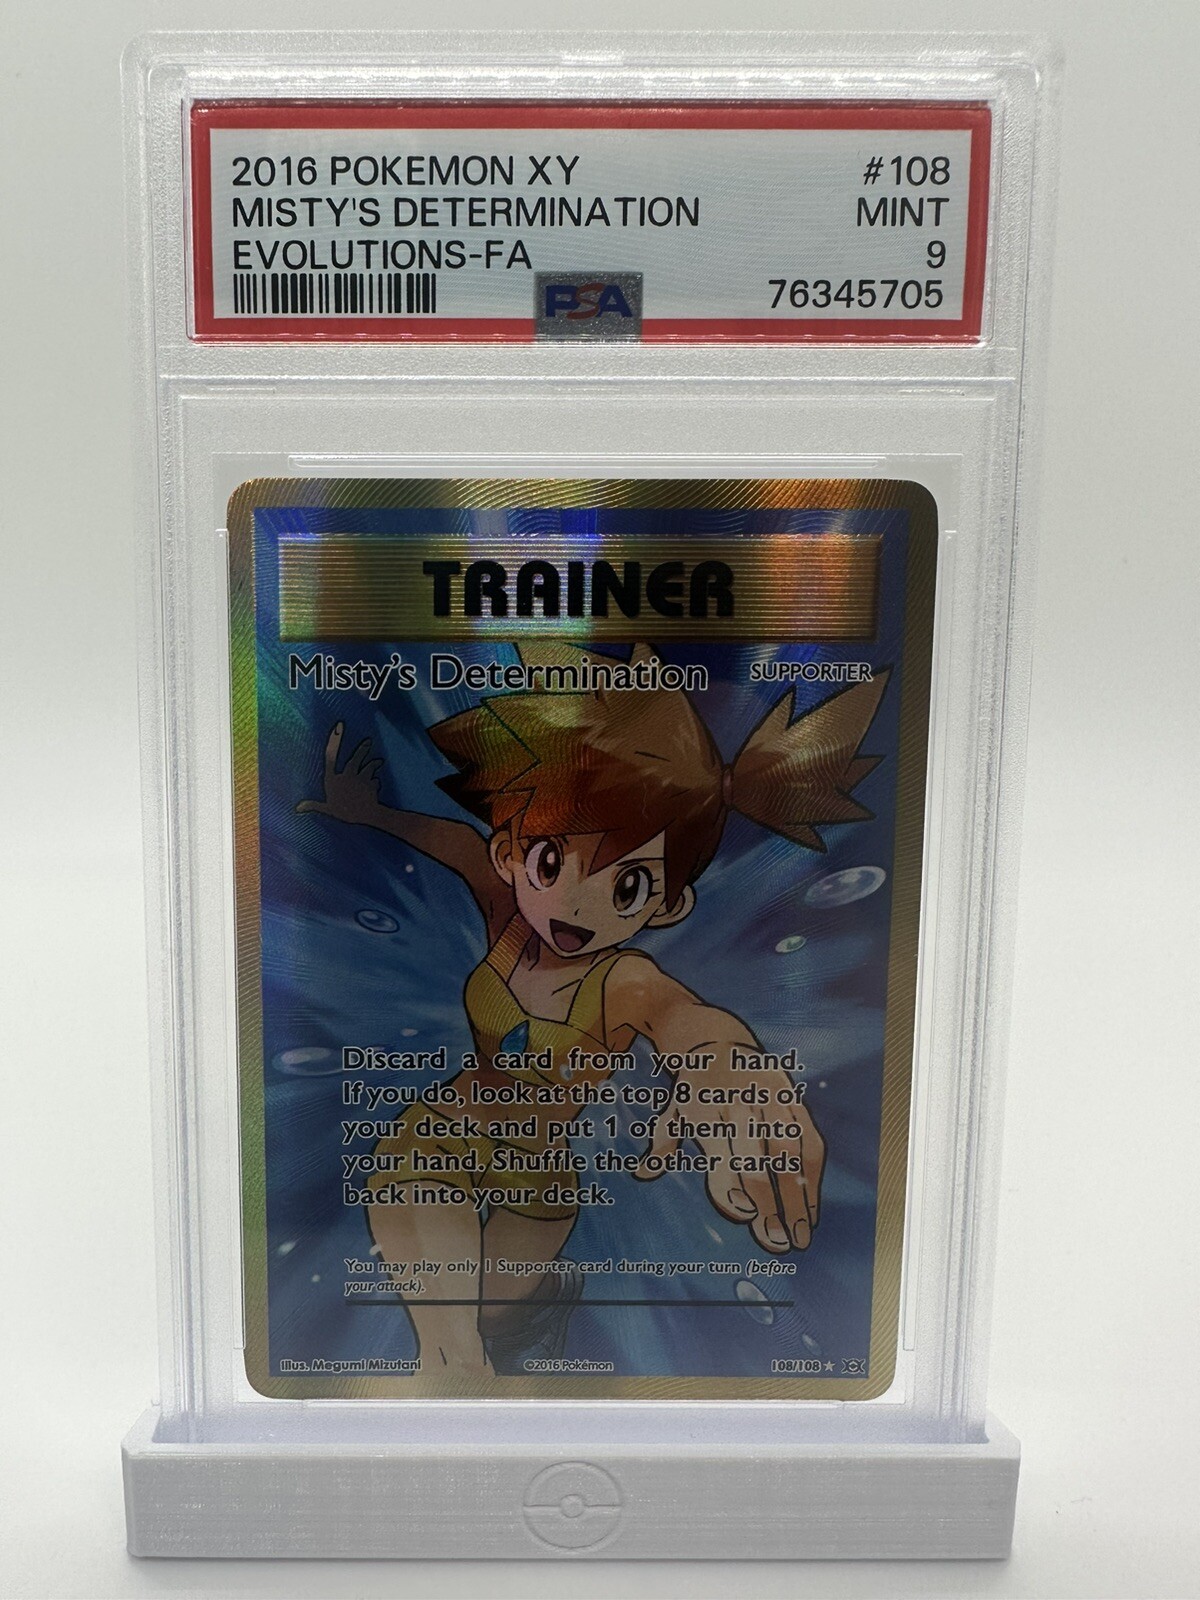 2016 POKEMON XY #108
MISTY'S DETERMINATION MINT
EVOLUTIONS-FA 9
PSA 76345705
TRAINER
Misty's Determination SUPPORTER
Discard a card from your hand.
If you do, look at the top 8 cards of
your deck and put 1 of them into
your hand. Shuffle the other cards
back into your deck.
You may play only 1 Supporter card during your turn (before
your attack).
Illus. Megumi Mizutani ©2016 Pokémon 108/108 ★